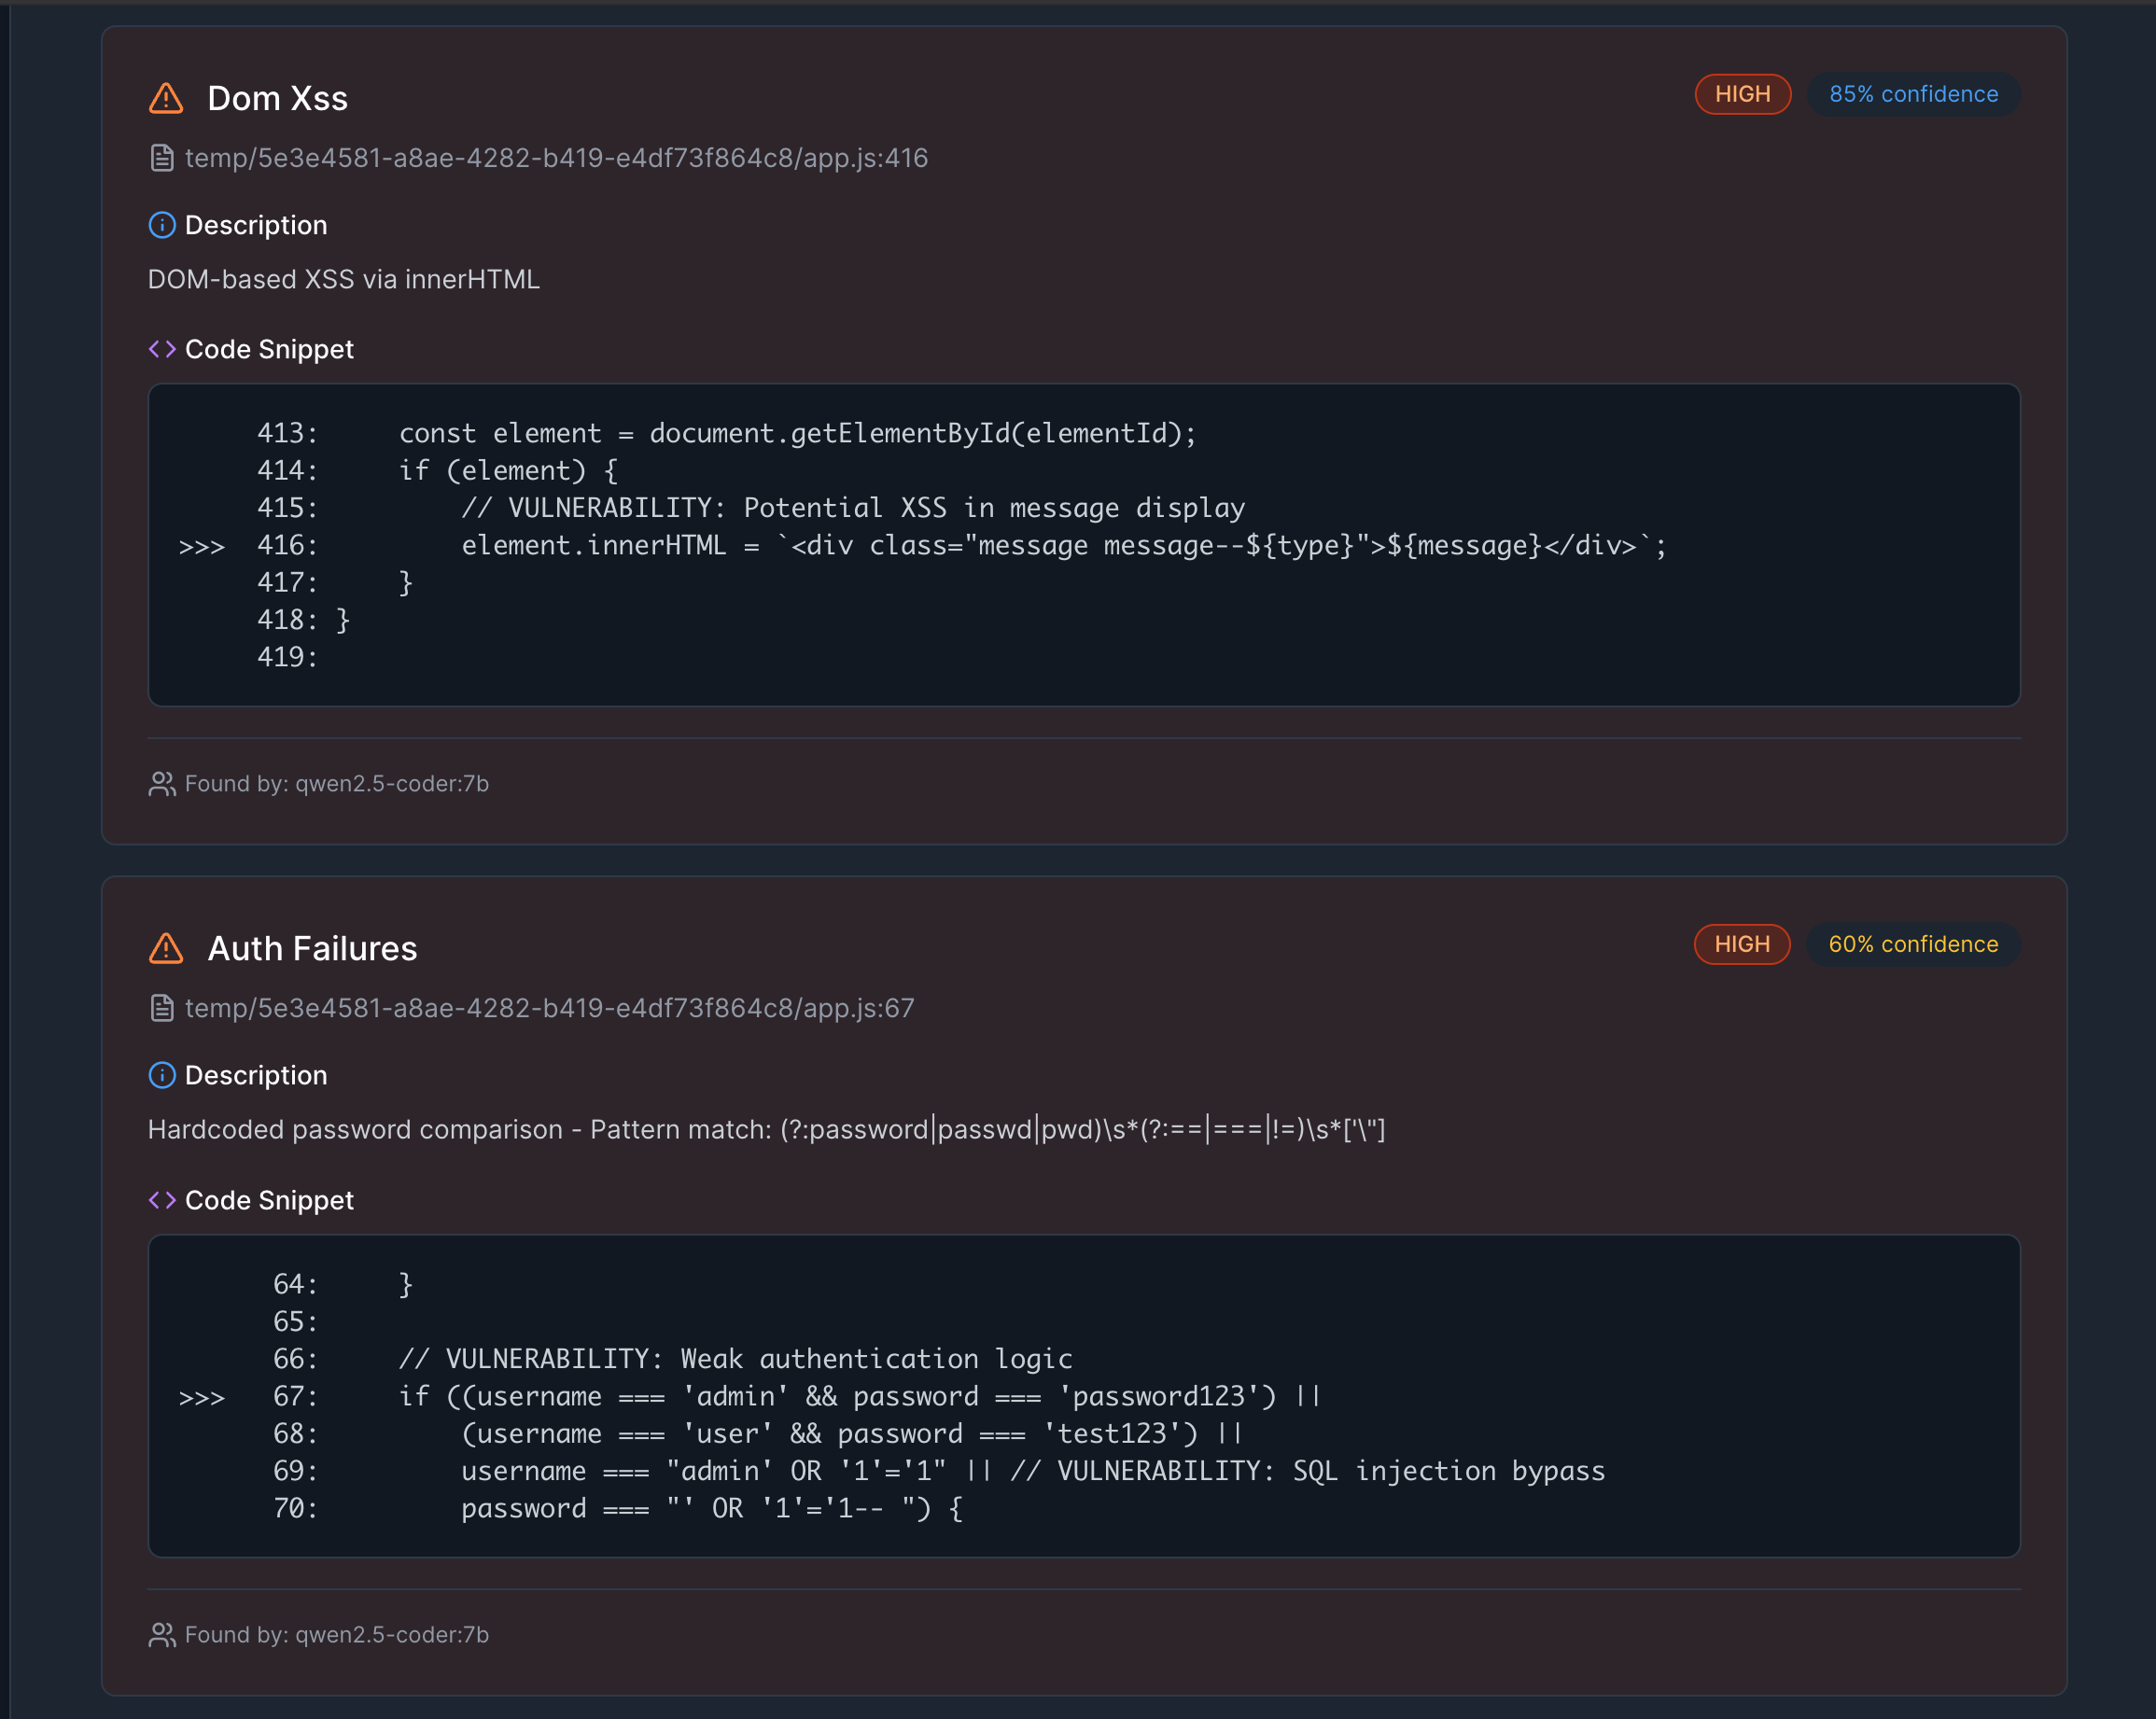 Dom Xss
HIGH
85% confidence
temp/5e3e4581-a8ae-4282-b419-e4df73f864c8/app.js:416
Description
DOM-based XSS via innerHTML
Code Snippet
413:     const element = document.getElementById(elementId);
414:     if (element) {
415:         // VULNERABILITY: Potential XSS in message display
>>>  416:         element.innerHTML = `<div class="message message--${type}">${message}</div>`;
417:     }
418: }
419:
Found by: qwen2.5-coder:7b
Auth Failures
HIGH
60% confidence
temp/5e3e4581-a8ae-4282-b419-e4df73f864c8/app.js:67
Description
Hardcoded password comparison - Pattern match: (?:password|passwd|pwd)\s*(?:==|===|!=)\s*['\"]
Code Snippet
64:     }
65:
66:     // VULNERABILITY: Weak authentication logic
>>>   67:     if ((username === 'admin' && password === 'password123') ||
68:         (username === 'user' && password === 'test123') ||
69:         username === "admin' OR '1'='1" || // VULNERABILITY: SQL injection bypass
70:         password === "' OR '1'='1-- ") {
Found by: qwen2.5-coder:7b